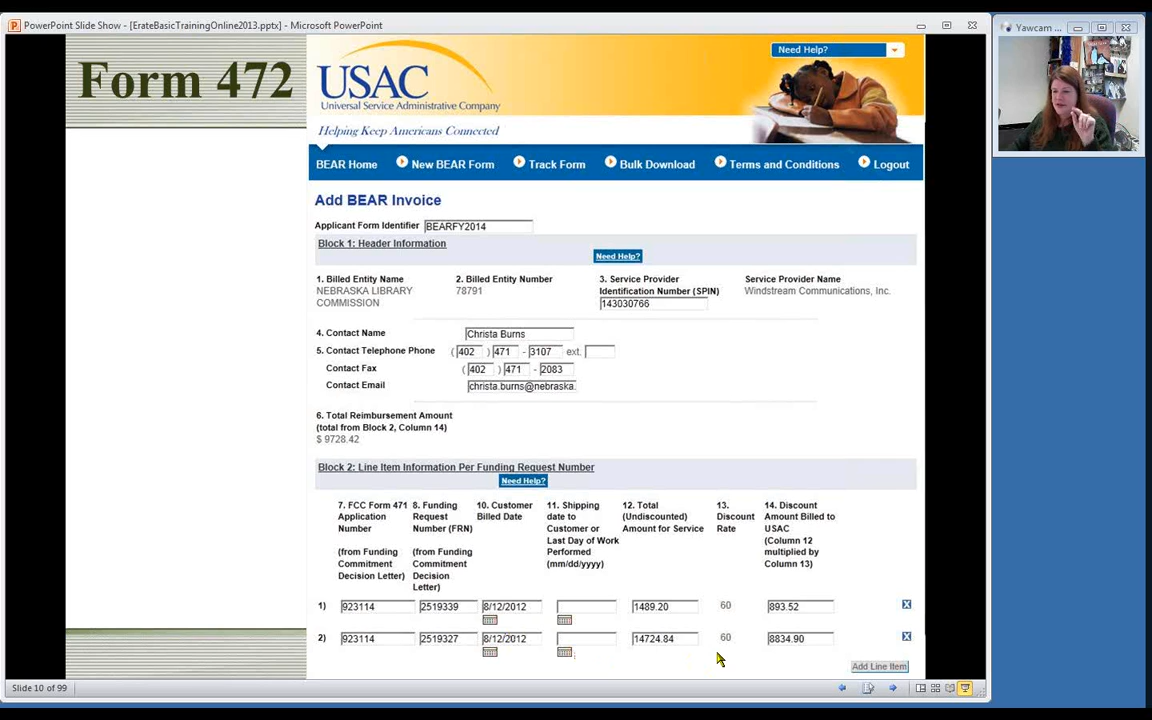 PowerPoint Slide Show - [ErateBasicTrainingOnline2013.pptx] - Microsoft PowerPoint
Yawcam ...
Form 472
USAC
Universal Service Administrative Company
Helping Keep Americans Connected
Need Help?
BEAR Home New BEAR Form Track Form Bulk Download Terms and Conditions Logout
Add BEAR Invoice
Applicant Form Identifier BEARFY2014
Block 1: Header Information
Need Help?
1. Billed Entity Name
NEBRASKA LIBRARY
COMMISSION
2. Billed Entity Number
78791
3. Service Provider
Identification Number (SPIN)
143030766
Service Provider Name
Windstream Communications, Inc.
4. Contact Name Christa Burns
5. Contact Telephone Phone ( 402 ) 471 - 3107 ext.
Contact Fax ( 402 ) 471 - 2083
Contact Email christa.burns@nebraska.
6. Total Reimbursement Amount
(total from Block 2, Column 14)
$ 9728.42
Block 2: Line Item Information Per Funding Request Number
Need Help?
7. FCC Form 471
Application
Number
(from Funding
Commitment
Decision Letter)
8. Funding
Request
Number (FRN)
(from Funding
Commitment
Decision
Letter)
10. Customer
Billed Date
11. Shipping
date to
Customer or
Last Day of Work
Performed
(mm/dd/yyyy)
12. Total
(Undiscounted)
Amount for Service
13.
Discount
Rate
14. Discount
Amount Billed to
USAC
(Column 12
multiplied by
Column 13)
1) 923114 2519339 8/12/2012 1489.20 60 893.52 X
2) 923114 2519327 8/12/2012 14724.84 60 8834.90 X
Add Line Item
Slide 10 of 99